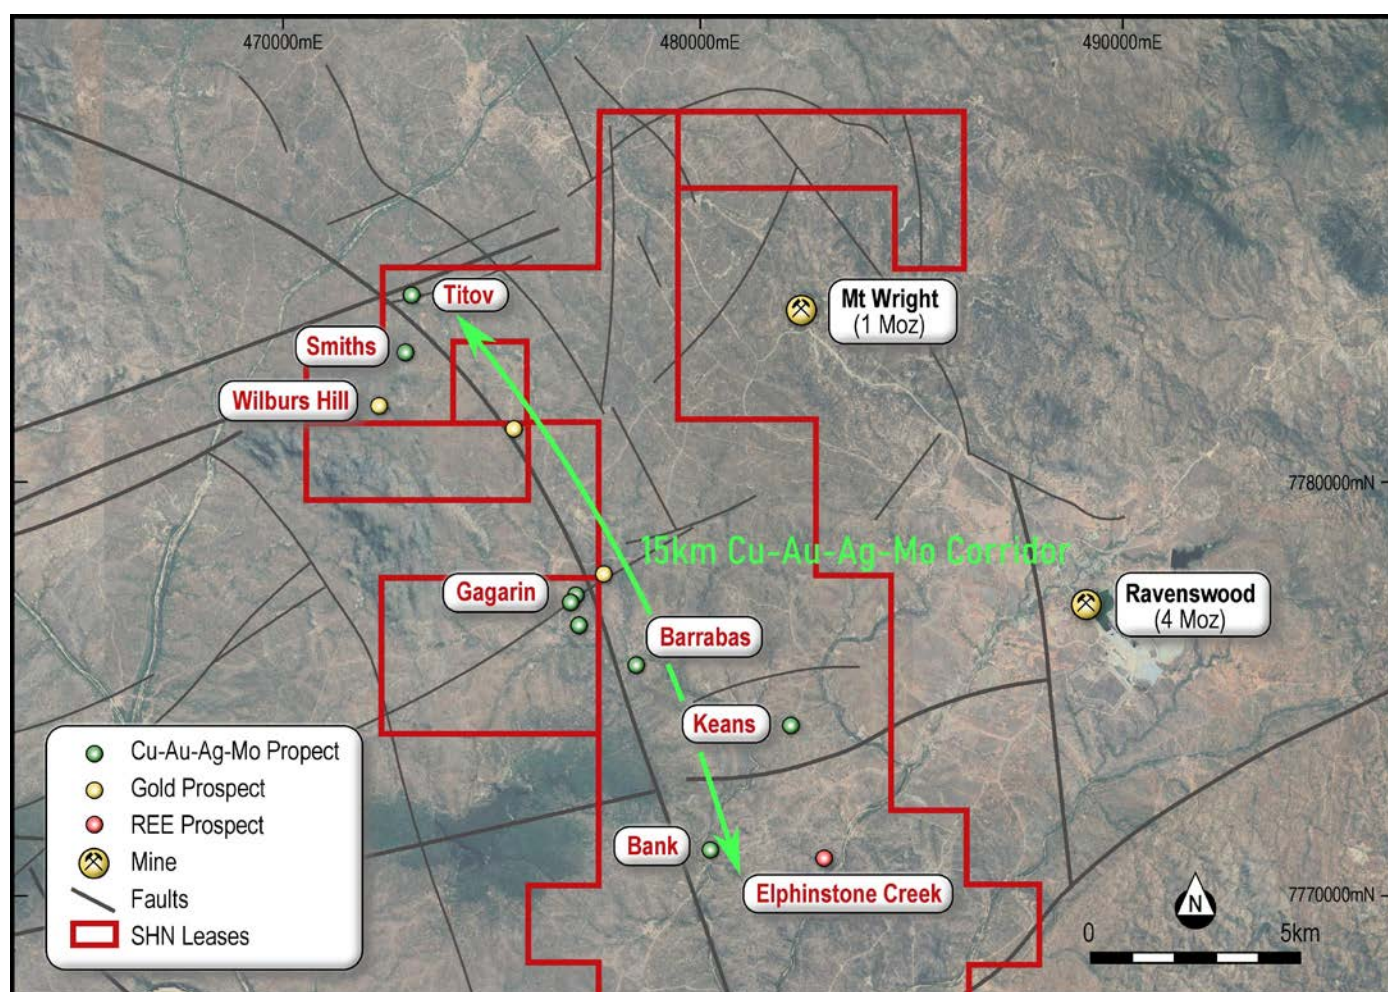 470000mE
480000mE
490000mE
Titov
Mt Wright
(1 Moz)
Smiths
Wilburs Hill
7780000mN
15km Cu-Au-Ag-Mo Corridor
Gagarin
Ravenswood
(4 Moz)
Barrabas
Keans
Bank
Elphinstone Creek
7770000mN
Cu-Au-Ag-Mo Propect
Gold Prospect
REE Prospect
Mine
Faults
SHN Leases
N
0 5km